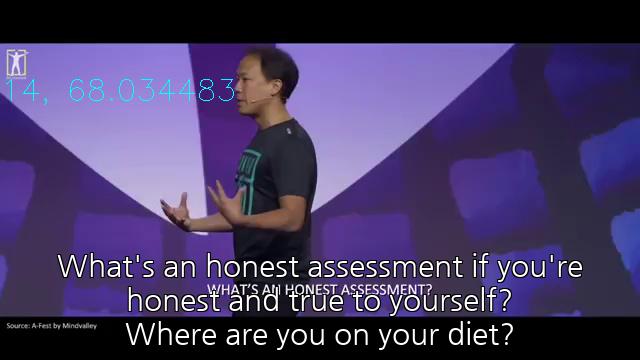 14, 68.034483
What's an honest assessment if you're
WHAT'S AN HONEST ASSESSMENT?
honest and true to yourself?
Source: A-Fest by Mindvalley
Where are you on your diet?